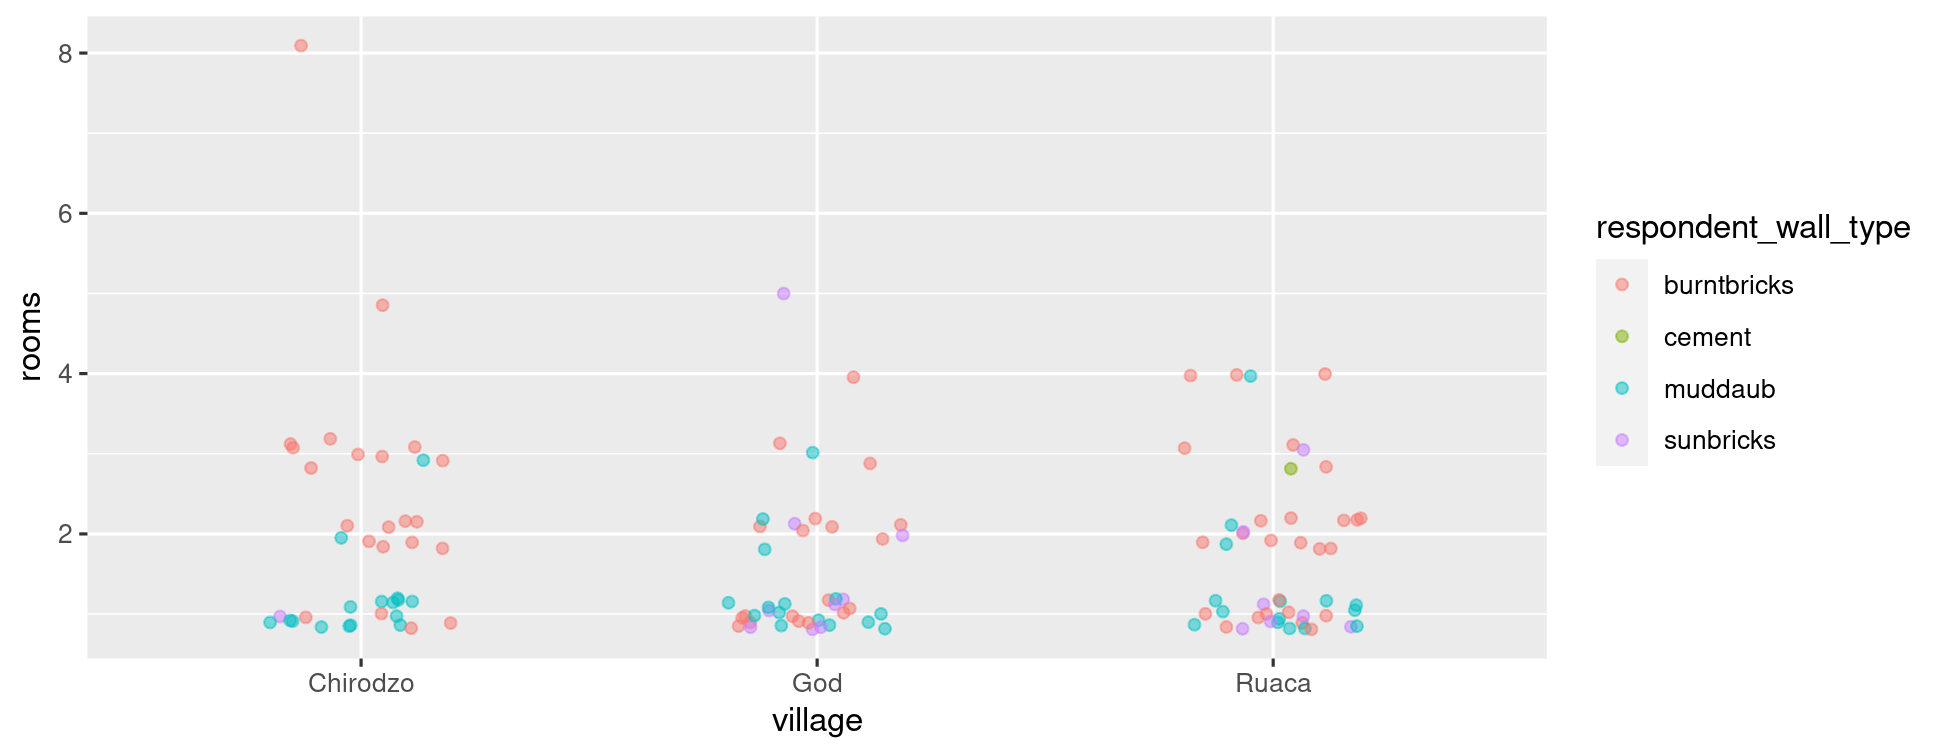 rooms
8
6
4
2
Chirodzo
God
Ruaca
village
respondent_wall_type
burntbricks
cement
muddaub
sunbricks